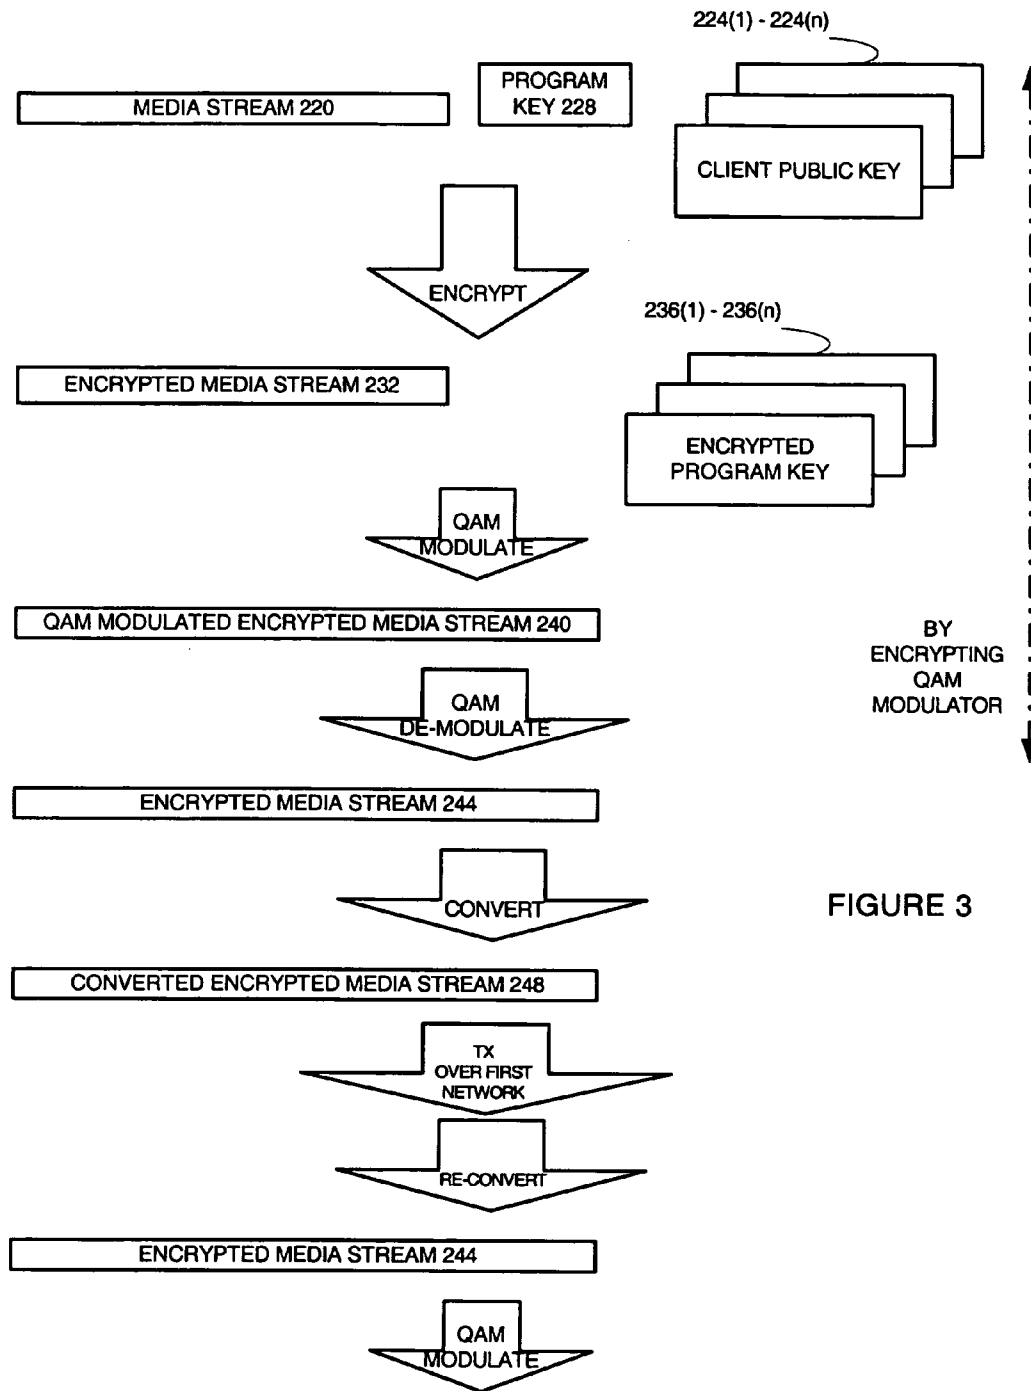 224(1) - 224(n)
MEDIA STREAM 220
PROGRAM
KEY 228
CLIENT PUBLIC KEY
ENCRYPT
236(1) - 236(n)
ENCRYPTED MEDIA STREAM 232
ENCRYPTED
PROGRAM KEY
QAM
MODULATE
QAM MODULATED ENCRYPTED MEDIA STREAM 240
BY
ENCRYPTING
QAM
MODULATOR
QAM
DE-MODULATE
ENCRYPTED MEDIA STREAM 244
CONVERT
FIGURE 3
CONVERTED ENCRYPTED MEDIA STREAM 248
TX
OVER FIRST
NETWORK
RE-CONVERT
ENCRYPTED MEDIA STREAM 244
QAM
MODULATE